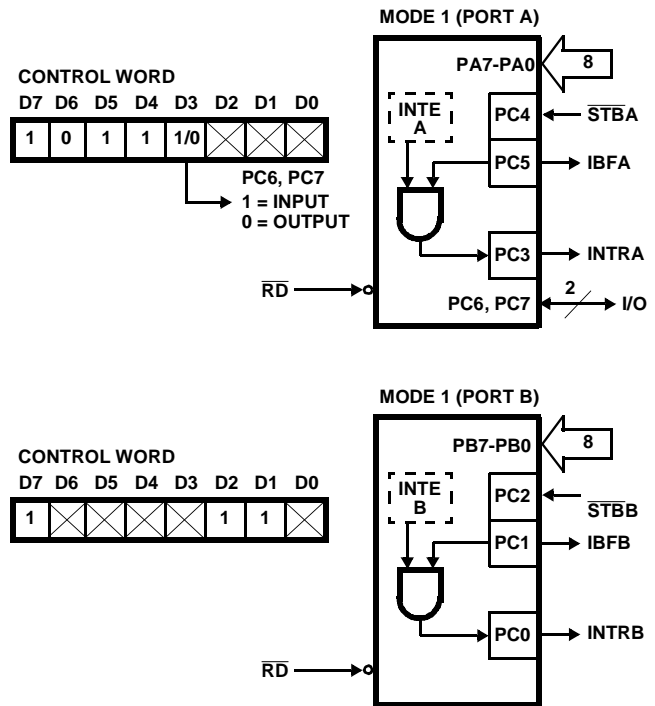 MODE 1 (PORT A)
CONTROL WORD
D7 D6 D5 D4 D3 D2 D1 D0
1 0 1 1 1/0
PC6, PC7
1 = INPUT
0 = OUTPUT
PA7-PA0
8
INTE
A
PC4
STBA
PC5
IBFA
PC3
INTRA
RD
PC6, PC7
2
I/O
MODE 1 (PORT B)
CONTROL WORD
D7 D6 D5 D4 D3 D2 D1 D0
1 1 1
PB7-PB0
8
INTE
B
PC2
STBB
PC1
IBFB
PC0
INTRB
RD